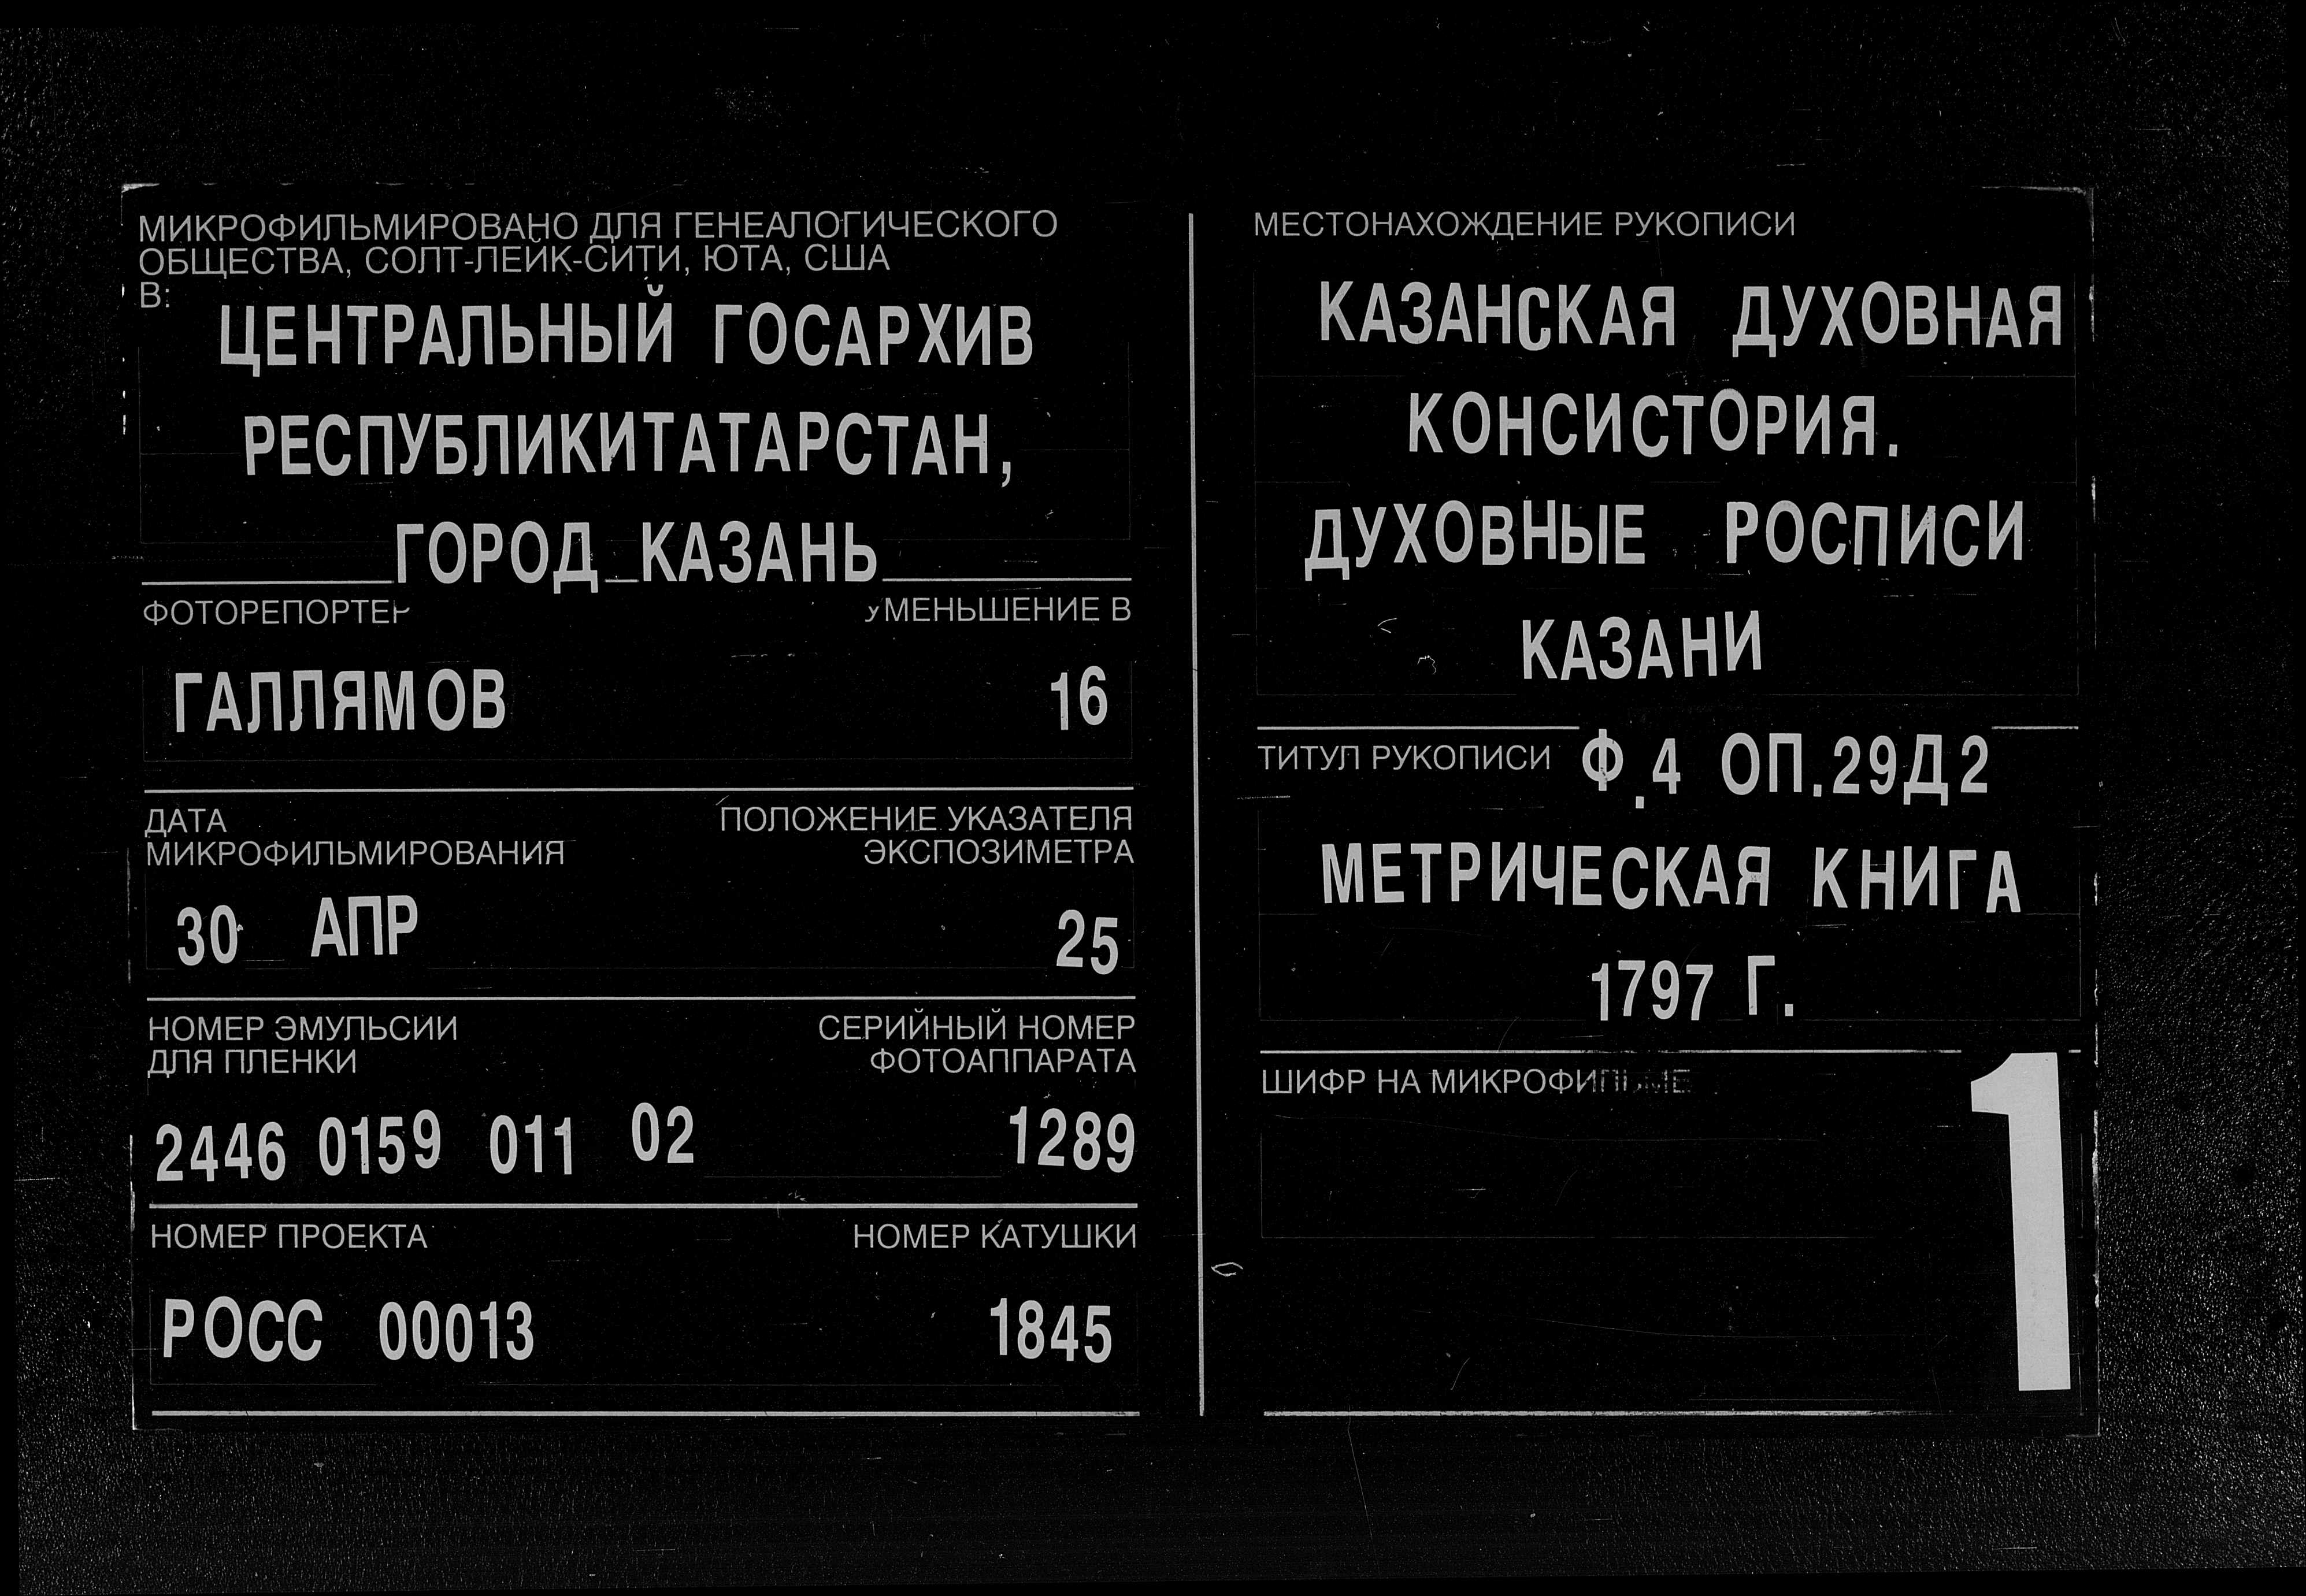 МИКРОФИЛЬМИРОВАНО ДЛЯ ГЕНЕАЛОГИЧЕСКОГО
ОБЩЕСТВА, СОЛТ-ЛЕЙК-СИТИ, ЮТА, США
В:
ЦЕНТРАЛЬНЫЙ ГОСАРХИВ
РЕСПУБЛИКИТАТАРСТАН,
ГОРОД КАЗАНЬ
ФОТОРЕПОРТЕР УМЕНЬШЕНИЕ В
ГАЛЛЯМОВ 16
ДАТА ПОЛОЖЕНИЕ УКАЗАТЕЛЯ
МИКРОФИЛЬМИРОВАНИЯ ЭКСПОЗИМЕТРА
30 АПР 25
НОМЕР ЭМУЛЬСИИ СЕРИЙНЫЙ НОМЕР
ДЛЯ ПЛЕНКИ ФОТОАППАРАТА
2446 0159 011 02 1289
НОМЕР ПРОЕКТА НОМЕР КАТУШКИ
РОСС 00013 1845
МЕСТОНАХОЖДЕНИЕ РУКОПИСИ
КАЗАНСКАЯ ДУХОВНАЯ
КОНСИСТОРИЯ.
ДУХОВНЫЕ РОСПИСИ
КАЗАНИ
ТИТУЛ РУКОПИСИ Ф.4 ОП.29Д2
МЕТРИЧЕСКАЯ КНИГА
1797 Г.
ШИФР НА МИКРОФИЛЬМЕ
1